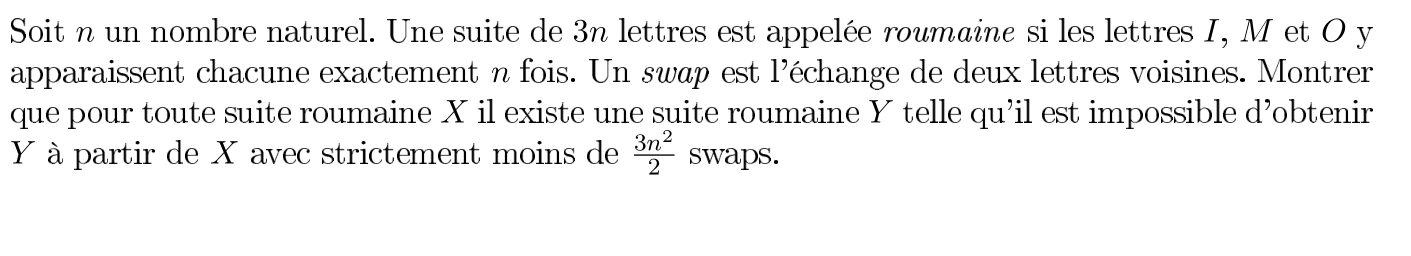 Soit n un nombre naturel. Une suite de 3n lettres est appelée roumaine si les lettres I, M et O y
apparaissent chacune exactement n fois. Un swap est l'échange de deux lettres voisines. Montrer
que pour toute suite roumaine X il existe une suite roumaine Y telle qu'il est impossible d'obtenir
Y à partir de X avec strictement moins de \frac{3n^2}{2} swaps.